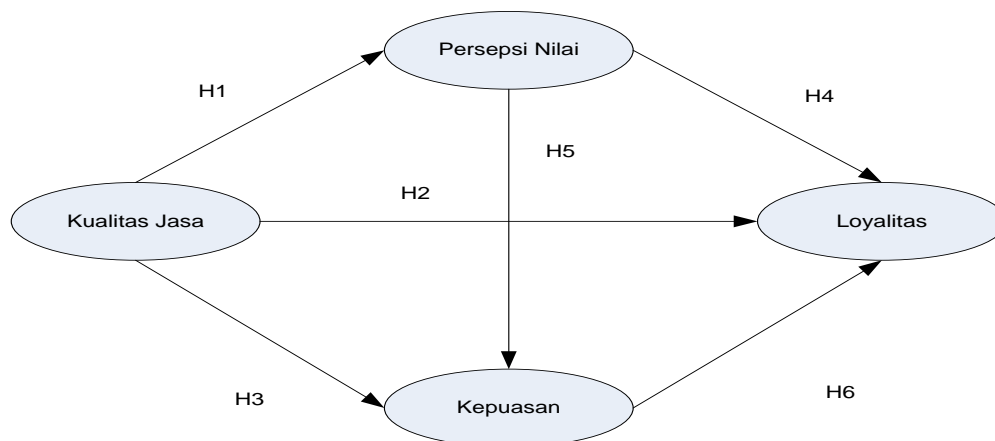 Persepsi Nilai
H1
H4
H5
H2
Kualitas Jasa
Loyalitas
H3
H6
Kepuasan